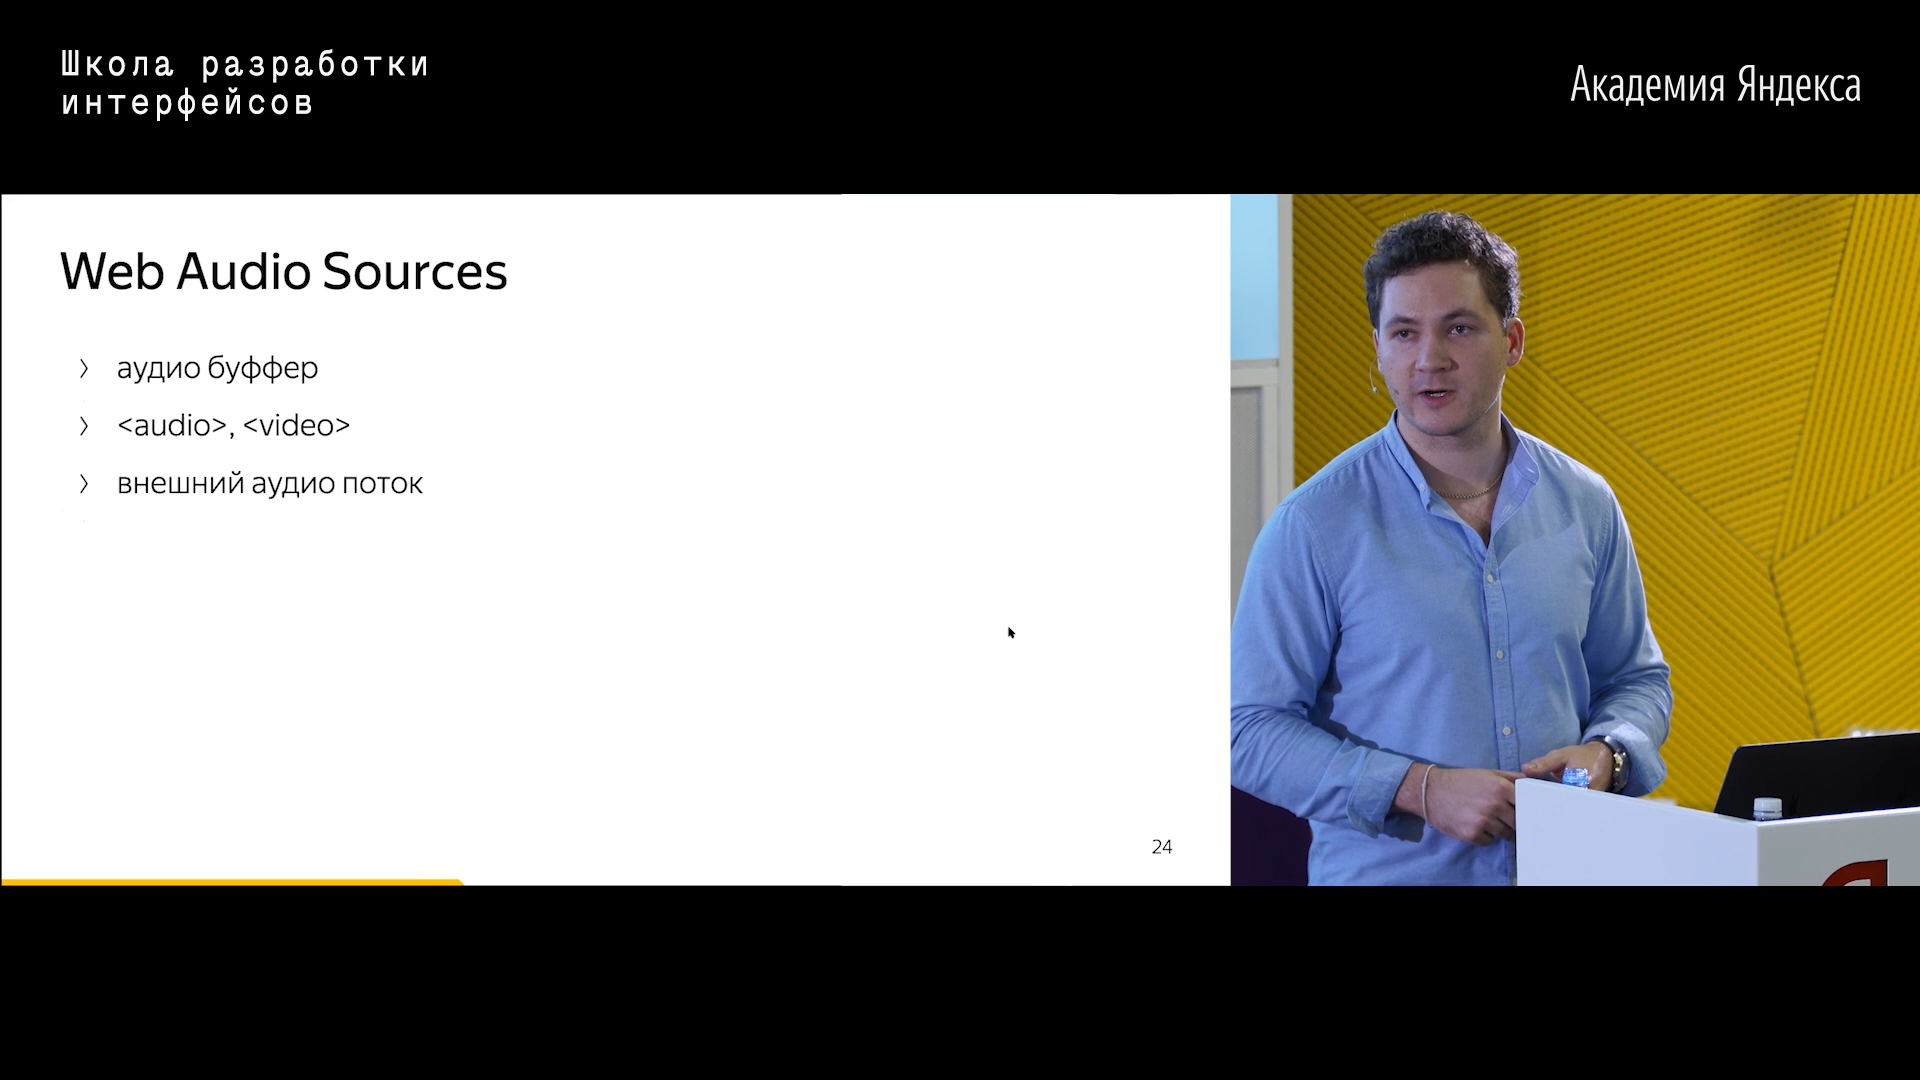 Школа разработки
интерфейсов
Академия Яндекса
Web Audio Sources
аудио буффер
<audio>, <video>
внешний аудио поток
24